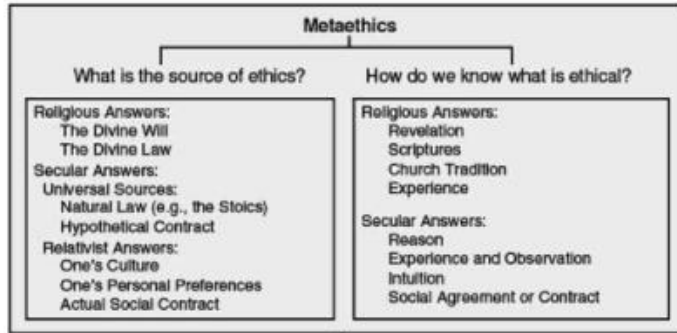 Metaethics
What is the source of ethics?
Religious Answers:
The Divine Will
The Divine Law
Secular Answers:
Universal Sources:
Natural Law (e.g., the Stoics)
Hypothetical Contract
Relativist Answers:
One's Culture
One's Personal Preferences
Actual Social Contract
How do we know what is ethical?
Religious Answers:
Revelation
Scriptures
Church Tradition
Experience
Secular Answers:
Reason
Experience and Observation
Intuition
Social Agreement or Contract